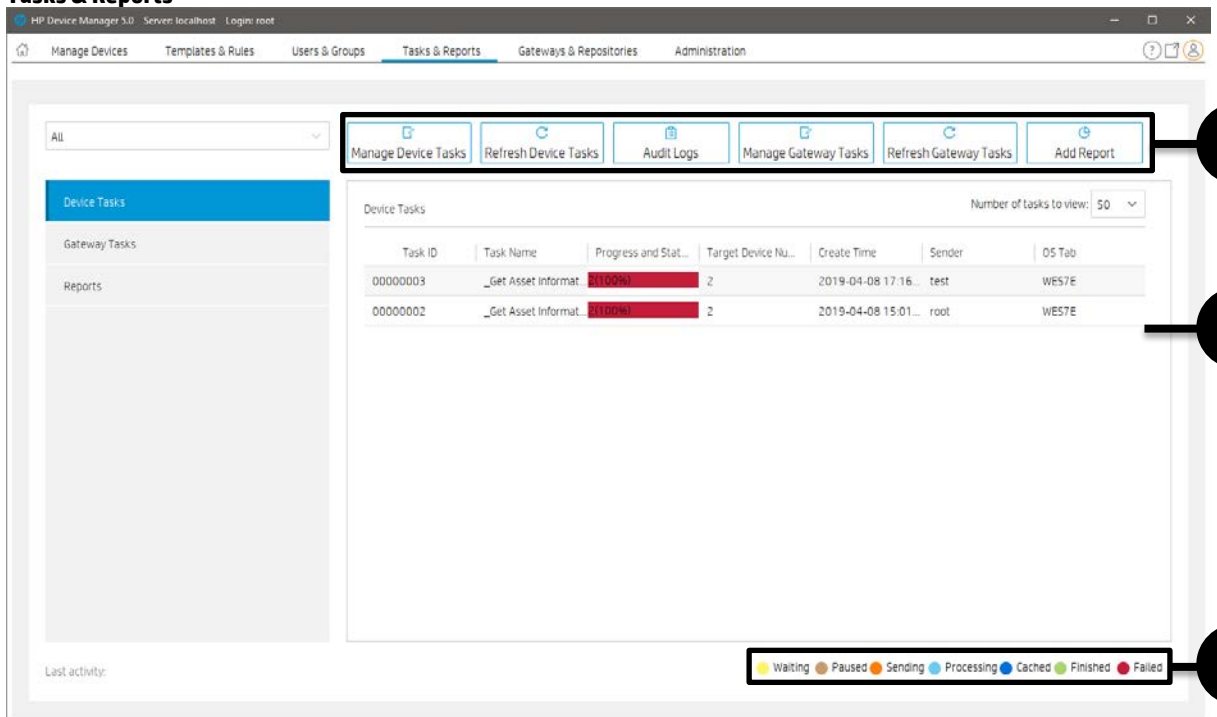 Tasks & Reports
HP Device Manager 5.0 Server: localhost Login: root
Manage Devices Templates & Rules Users & Groups Tasks & Reports Gateways & Repositories Administration
?
All
Manage Device Tasks Refresh Device Tasks Audit Logs Manage Gateway Tasks Refresh Gateway Tasks Add Report
Device Tasks
Gateway Tasks
Reports
Device Tasks Number of tasks to view: 50
Task ID Task Name Progress and Stat... Target Device Nu... Create Time Sender OS Tab
00000003 _Get Asset Informat... 2(100%) 2 2019-04-08 17:16... test WES7E
00000002 _Get Asset Informat... 2(100%) 2 2019-04-08 15:01... root WES7E
Last activity:
Waiting Paused Sending Processing Cached Finished Failed